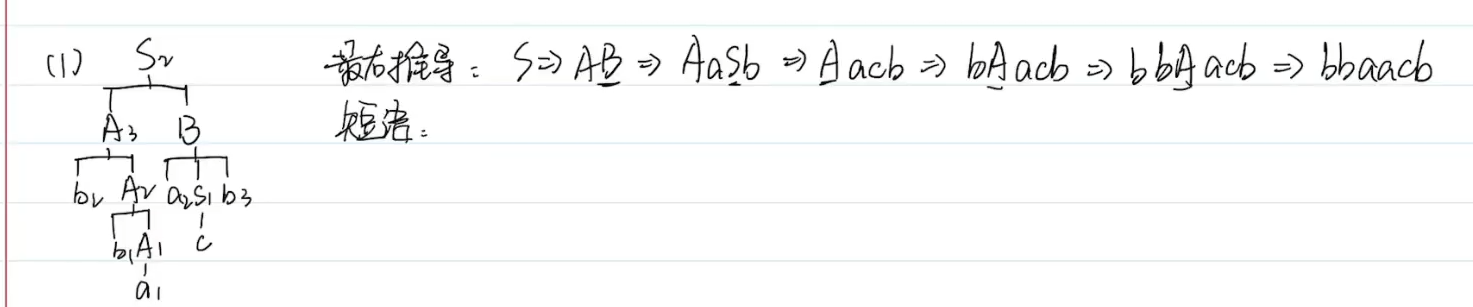 (1) S₂ 最右推导：S⇒AB⇒AaSb⇒Aacb⇒bAacb⇒bbAacb⇒bbaacb
A₃ B 短语：
b₂ A₂ a₂ S₁ b₃
b₁ A₁ c
a₁